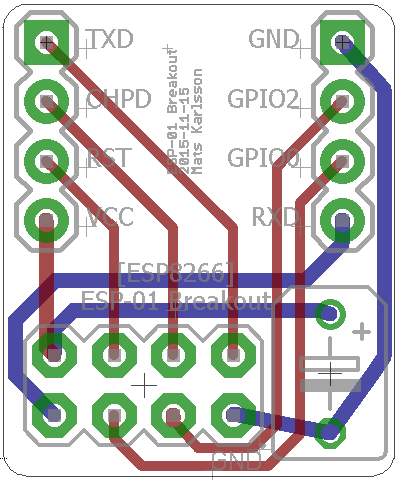 TXD
GND
CHPD
GPIO2
RST
GPIO0
VCC
RXD
ESP-01 Breakout
2015-11-15
Mats Karlsson
[ESP8266]
ESP-01 Breakout
+
GND